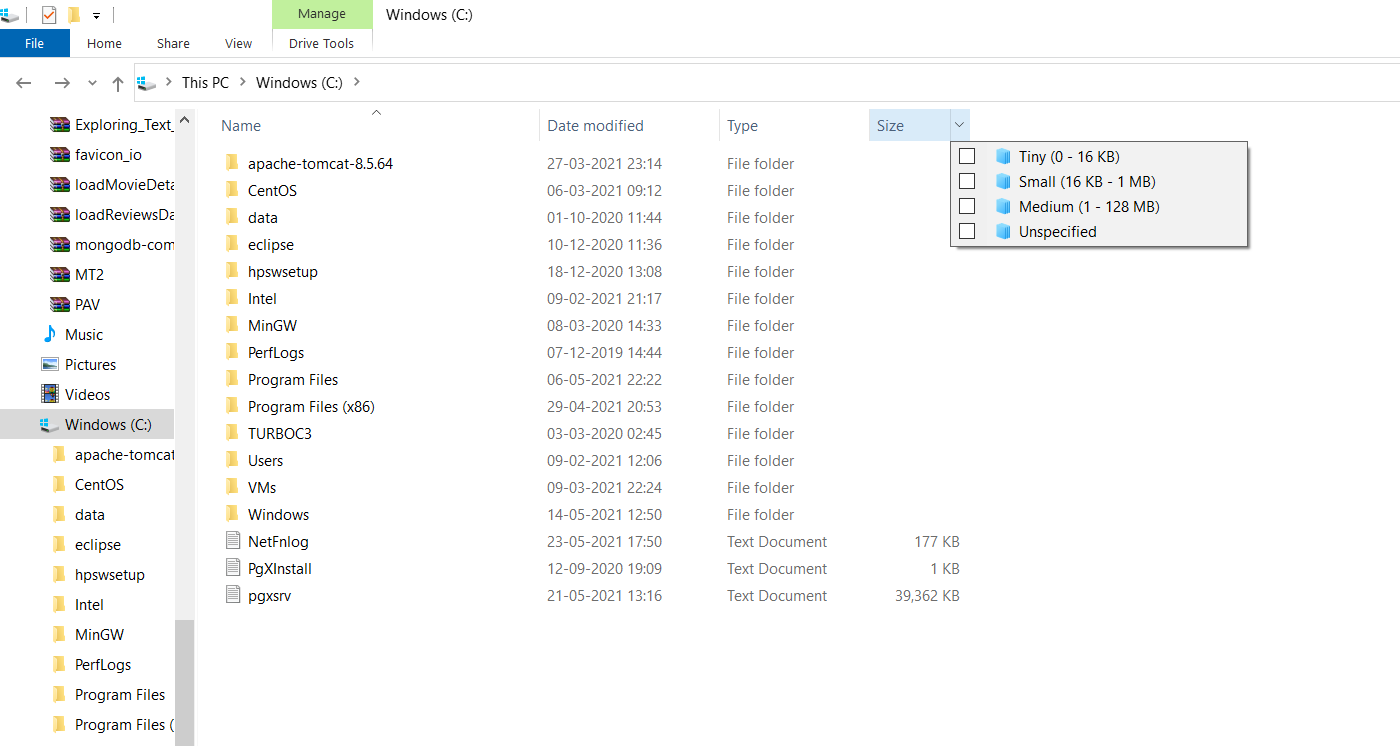 Manage
Windows (C:)
File
Home
Share
View
Drive Tools
This PC
Windows (C:)
Exploring_Text_
favicon_io
loadMovieDeta
loadReviewsDa
mongodb-com
MT2
PAV
Music
Pictures
Videos
Windows (C:)
apache-tomcat
CentOS
data
eclipse
hpswsetup
Intel
MinGW
PerfLogs
Program Files
Program Files (
Name Date modified Type Size
apache-tomcat-8.5.64 27-03-2021 23:14 File folder
CentOS 06-03-2021 09:12 File folder
data 01-10-2020 11:44 File folder
eclipse 10-12-2020 11:36 File folder
hpswsetup 18-12-2020 13:08 File folder
Intel 09-02-2021 21:17 File folder
MinGW 08-03-2020 14:33 File folder
PerfLogs 07-12-2019 14:44 File folder
Program Files 06-05-2021 22:22 File folder
Program Files (x86) 29-04-2021 20:53 File folder
TURBOC3 03-03-2020 02:45 File folder
Users 09-02-2021 12:06 File folder
VMs 09-03-2021 22:24 File folder
Windows 14-05-2021 12:50 File folder
NetFnlog 23-05-2021 17:50 Text Document 177 KB
PgXInstall 12-09-2020 19:09 Text Document 1 KB
pgxsrv 21-05-2021 13:16 Text Document 39,362 KB
Tiny (0 - 16 KB)
Small (16 KB - 1 MB)
Medium (1 - 128 MB)
Unspecified